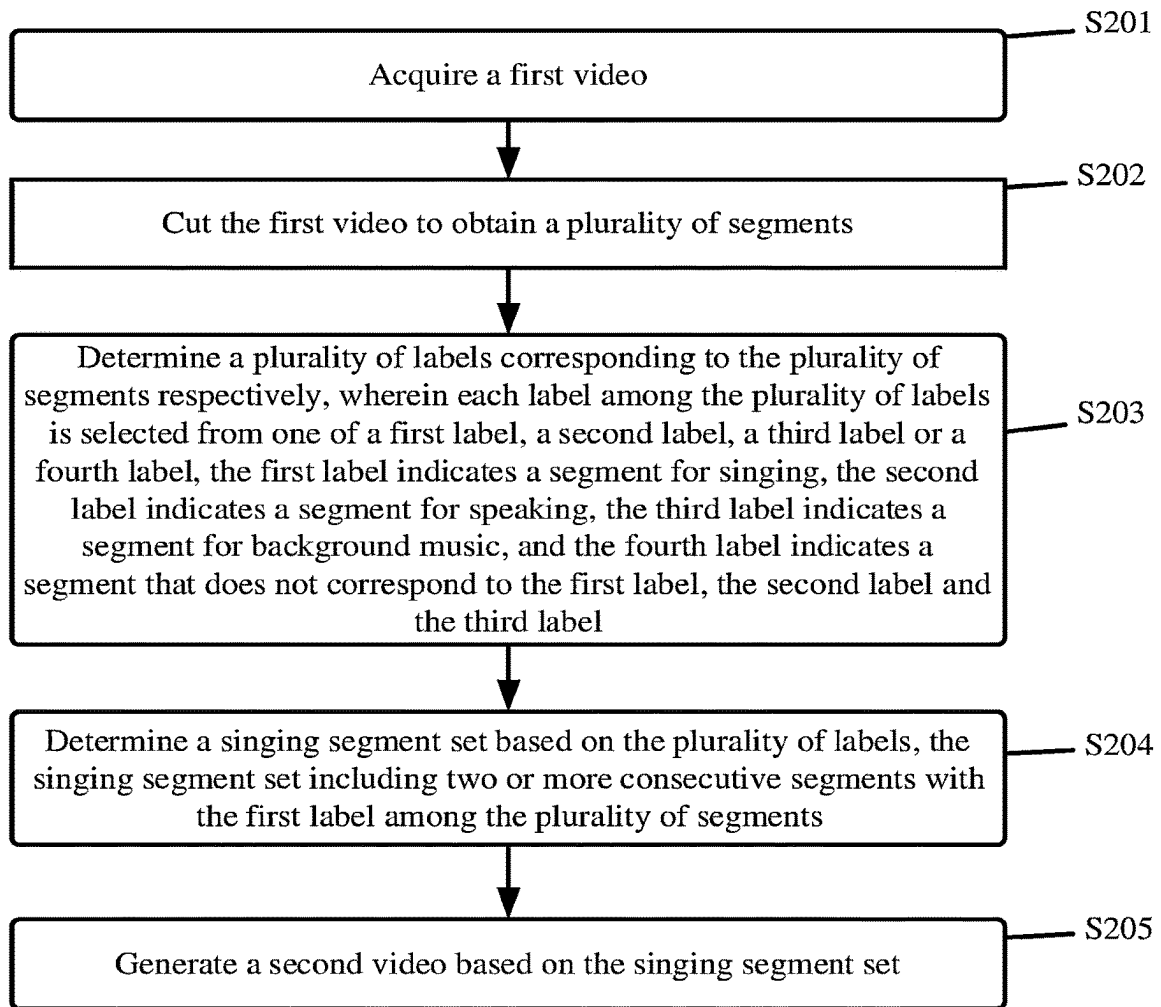 S201
Acquire a first video
S202
Cut the first video to obtain a plurality of segments
Determine a plurality of labels corresponding to the plurality of
segments respectively, wherein each label among the plurality of labels
is selected from one of a first label, a second label, a third label or a
fourth label, the first label indicates a segment for singing, the second
label indicates a segment for speaking, the third label indicates a
segment for background music, and the fourth label indicates a
segment that does not correspond to the first label, the second label and
the third label
S203
Determine a singing segment set based on the plurality of labels, the
singing segment set including two or more consecutive segments with
the first label among the plurality of segments
S204
S205
Generate a second video based on the singing segment set